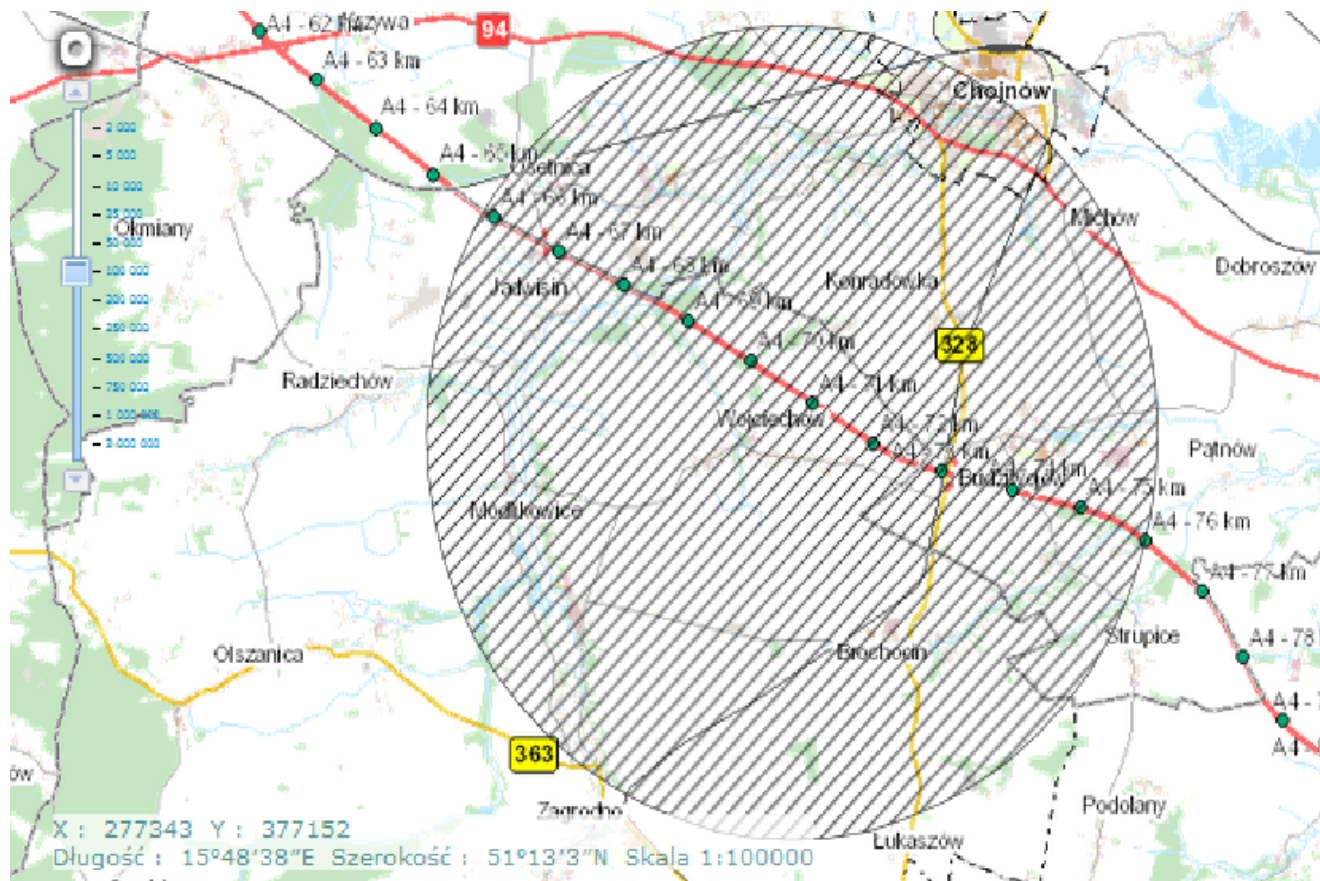 A4 - 62 km
94
A4 - 63 km
A4 - 64 km
Chojnów
2 000
5 000
A4 - 65 km
Osetnica
10 000
A4 - 66 km
25 000
Okmiany
Michów
50 000
A4 - 67 km
A4 - 68 km
Dobroszów
100 000
Jadwisin
Konradówka
200 000
A4 - 69 km
250 000
A4 - 70 km
323
500 000
Radziechów
A4 - 71 km
750 000
1 000 000
Wojciechów
A4 - 72 km
2 000 000
Pątnów
A4 - 73 km
A4 - 74 km
Budziwojów
A4 - 75 km
Modlikowice
A4 - 76 km
A4 - 77 km
Strupice
A4 - 78
Olszanica
Brochocin
A4 -
363
A4 -
Zagrodno
Podolany
X : 277343 Y : 377152
Łukaszów
Długość : 15°48'38"E Szerokość : 51°13'3"N Skala 1:100000